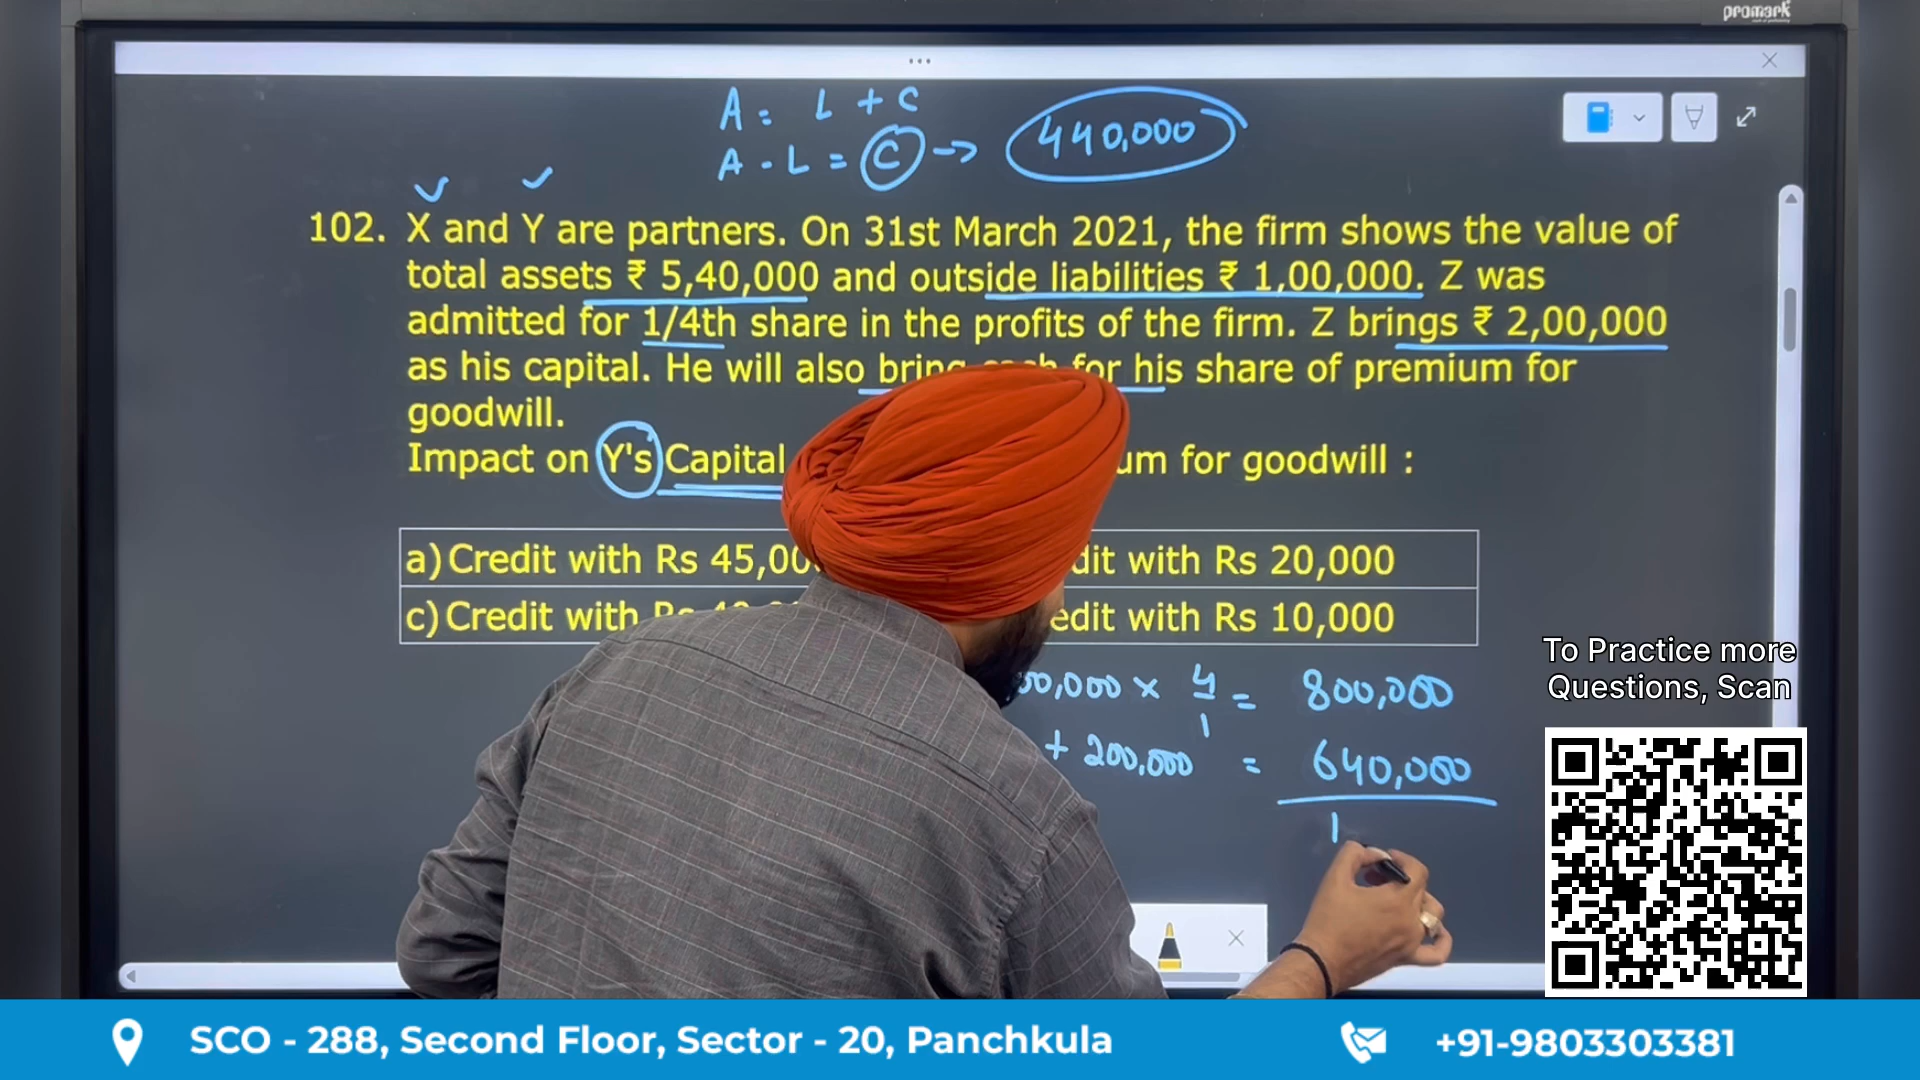 promark
A = L + C
A - L = C → 440,000
102. X and Y are partners. On 31st March 2021, the firm shows the value of
total assets ₹ 5,40,000 and outside liabilities ₹ 1,00,000. Z was
admitted for 1/4th share in the profits of the firm. Z brings ₹ 2,00,000
as his capital. He will also bring for his share of premium for
goodwill.
Impact on Y's Capital for goodwill :
a) Credit with Rs with Rs 20,000
c) Credit with with Rs 10,000
00,000 × 4/1 = 800,000
+ 200,000 = 640,000
1
To Practice more
Questions, Scan
SCO - 288, Second Floor, Sector - 20, Panchkula
+91-9803303381